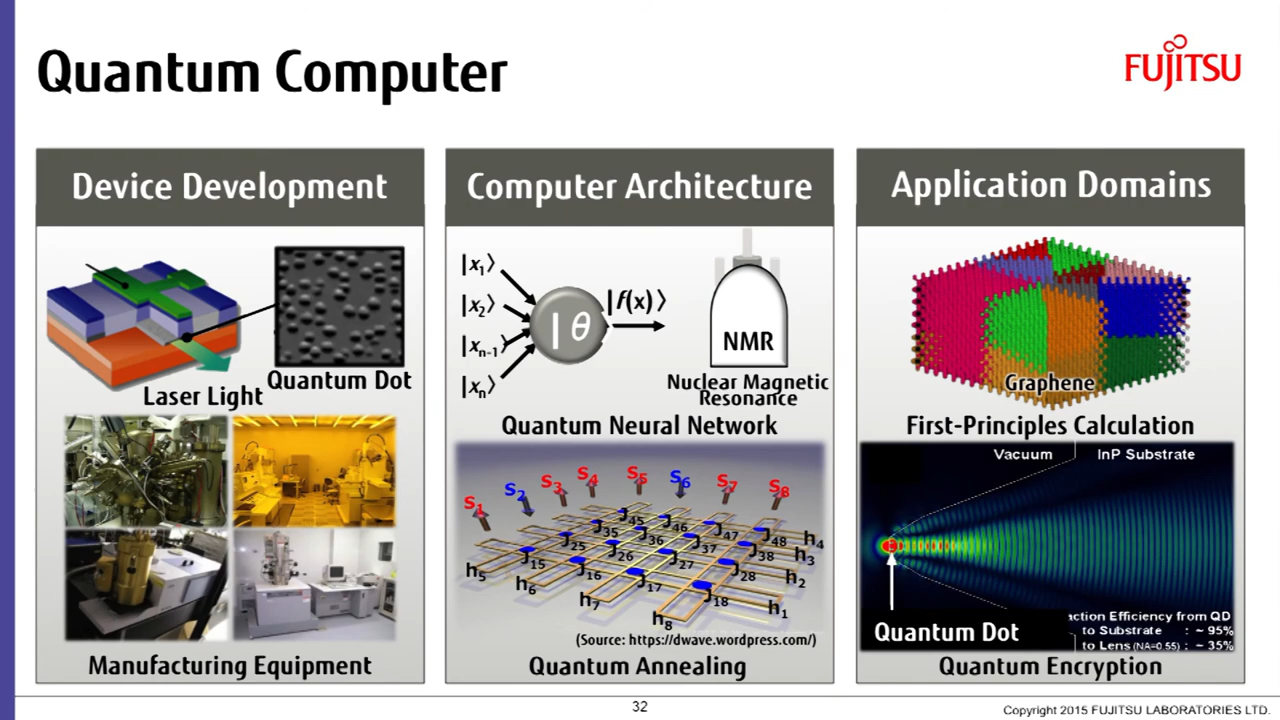 Quantum Computer
FUJITSU
Device Development
Laser Light
Quantum Dot
Manufacturing Equipment
Computer Architecture
|x1⟩
|x2⟩
|xn-1⟩
|xn⟩
|θ
|f(x)⟩
NMR
Nuclear Magnetic
Resonance
Quantum Neural Network
S1 S2 S3 S4 S5 S6 S7 S8
J45 J46 J47 J48
J35 J36 J37 J38
J25 J26 J27 J28
J15 J16 J17 J18
h4
h3
h2
h1
h5 h6 h7 h8
(Source: https://dwave.wordpress.com/)
Quantum Annealing
Application Domains
Graphene
First-Principles Calculation
Vacuum InP Substrate
Quantum Dot
action Efficiency from QD
to Substrate : ~ 95%
to Lens (NA=0.55) : ~ 35%
Quantum Encryption
32
Copyright 2015 FUJITSU LABORATORIES LTD.